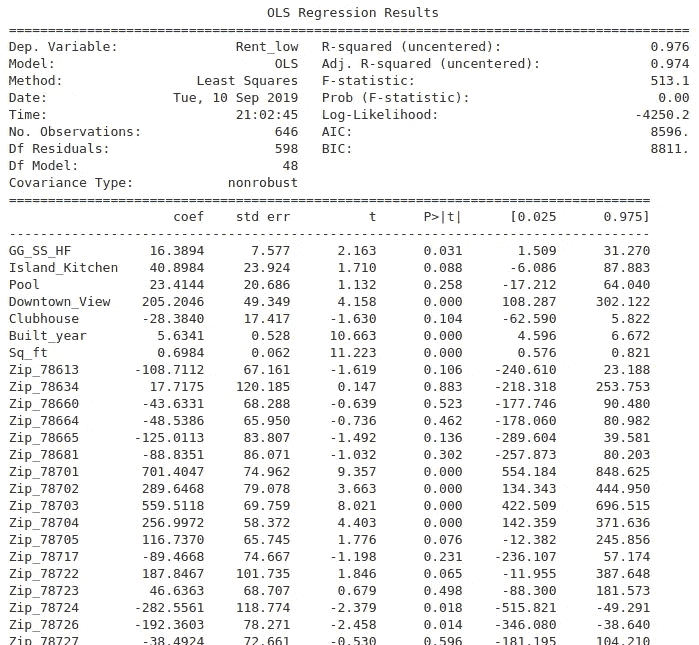 OLS Regression Results
==============================================================================
Dep. Variable: Rent_low R-squared (uncentered): 0.976
Model: OLS Adj. R-squared (uncentered): 0.974
Method: Least Squares F-statistic: 513.1
Date: Tue, 10 Sep 2019 Prob (F-statistic): 0.00
Time: 21:02:45 Log-Likelihood: -4250.2
No. Observations: 646 AIC: 8596.
Df Residuals: 598 BIC: 8811.
Df Model: 48
Covariance Type: nonrobust
==============================================================================
coef std err t P>|t| [0.025 0.975]
------------------------------------------------------------------------------
GG_SS_HF 16.3894 7.577 2.163 0.031 1.509 31.270
Island_Kitchen 40.8984 23.924 1.710 0.088 -6.086 87.883
Pool 23.4144 20.686 1.132 0.258 -17.212 64.040
Downtown_View 205.2046 49.349 4.158 0.000 108.287 302.122
Clubhouse -28.3840 17.417 -1.630 0.104 -62.590 5.822
Built_year 5.6341 0.528 10.663 0.000 4.596 6.672
Sq_ft 0.6984 0.062 11.223 0.000 0.576 0.821
Zip_78613 -108.7112 67.161 -1.619 0.106 -240.610 23.188
Zip_78634 17.7175 120.185 0.147 0.883 -218.318 253.753
Zip_78660 -43.6331 68.288 -0.639 0.523 -177.746 90.480
Zip_78664 -48.5386 65.950 -0.736 0.462 -178.060 80.982
Zip_78665 -125.0113 83.807 -1.492 0.136 -289.604 39.581
Zip_78681 -88.8351 86.071 -1.032 0.302 -257.873 80.203
Zip_78701 701.4047 74.962 9.357 0.000 554.184 848.625
Zip_78702 289.6468 79.078 3.663 0.000 134.343 444.950
Zip_78703 559.5118 69.759 8.021 0.000 422.509 696.515
Zip_78704 256.9972 58.372 4.403 0.000 142.359 371.636
Zip_78705 116.7370 65.745 1.776 0.076 -12.382 245.856
Zip_78717 -89.4668 74.667 -1.198 0.231 -236.107 57.174
Zip_78722 187.8467 101.735 1.846 0.065 -11.955 387.648
Zip_78723 46.6363 68.707 0.679 0.498 -88.300 181.573
Zip_78724 -282.5561 118.774 -2.379 0.018 -515.821 -49.291
Zip_78726 -192.3603 78.271 -2.458 0.014 -346.080 -38.640
Zip_78727 -38.4924 72.661 -0.530 0.596 -181.195 104.210